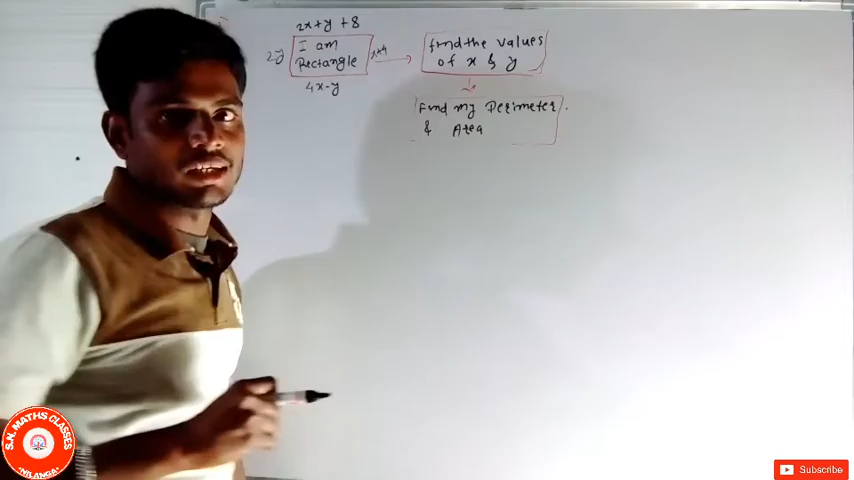 2x+y +8
2y
I am
Rectangle
x+4
4x-y
find the values
of x & y
Find my Perimeter.
& Area
S.N. MATHS CLASSES
NILANGA
Subscribe